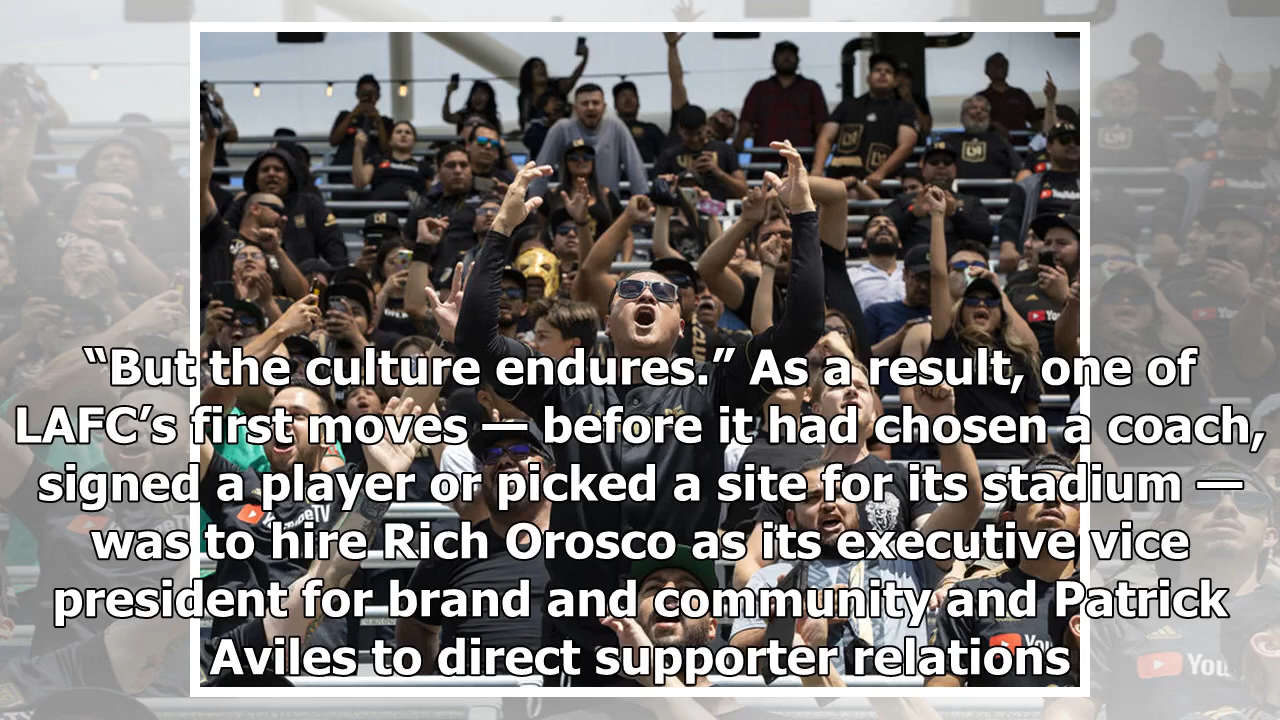 “But the culture endures.” As a result, one of
LAFC’s first moves — before it had chosen a coach,
signed a player or picked a site for its stadium —
was to hire Rich Orosco as its executive vice
president for brand and community and Patrick
Aviles to direct supporter relations
YouTube
You